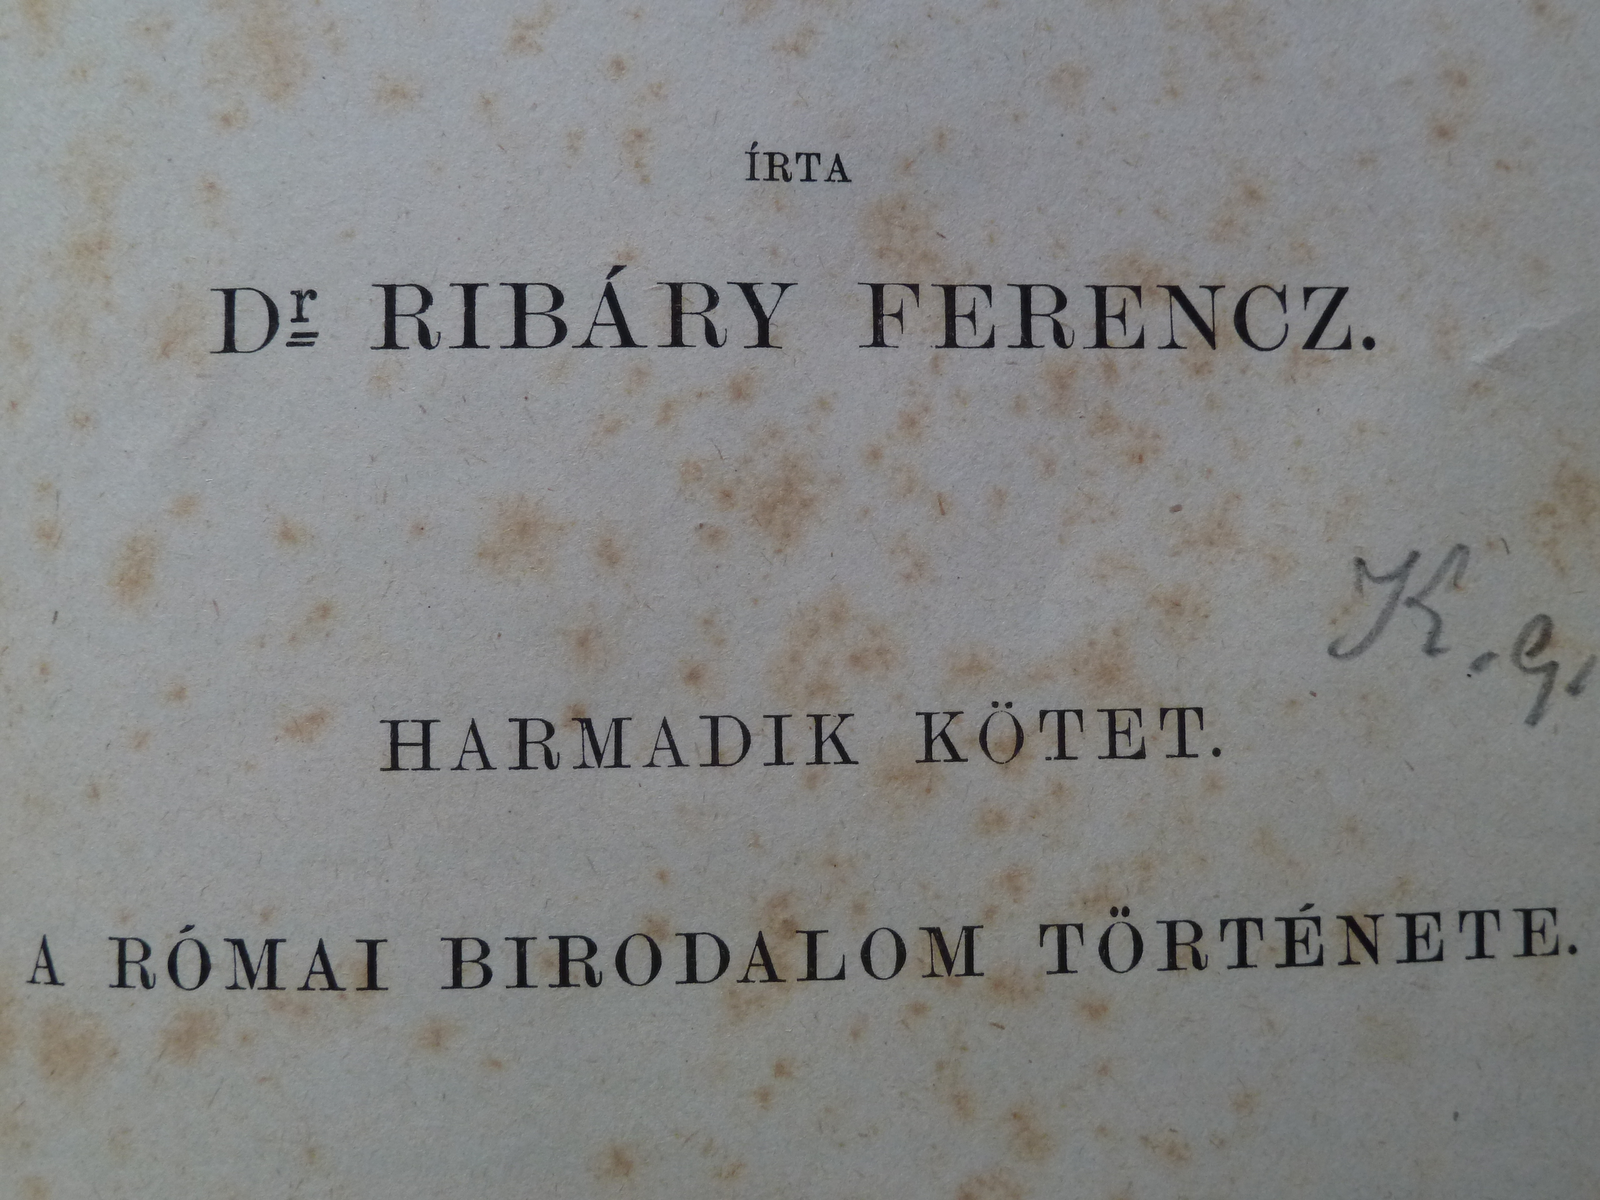 ÍRTA
Dr RIBÁRY FERENCZ.
K. G.
HARMADIK KÖTET.
A RÓMAI BIRODALOM TÖRTÉNETE.